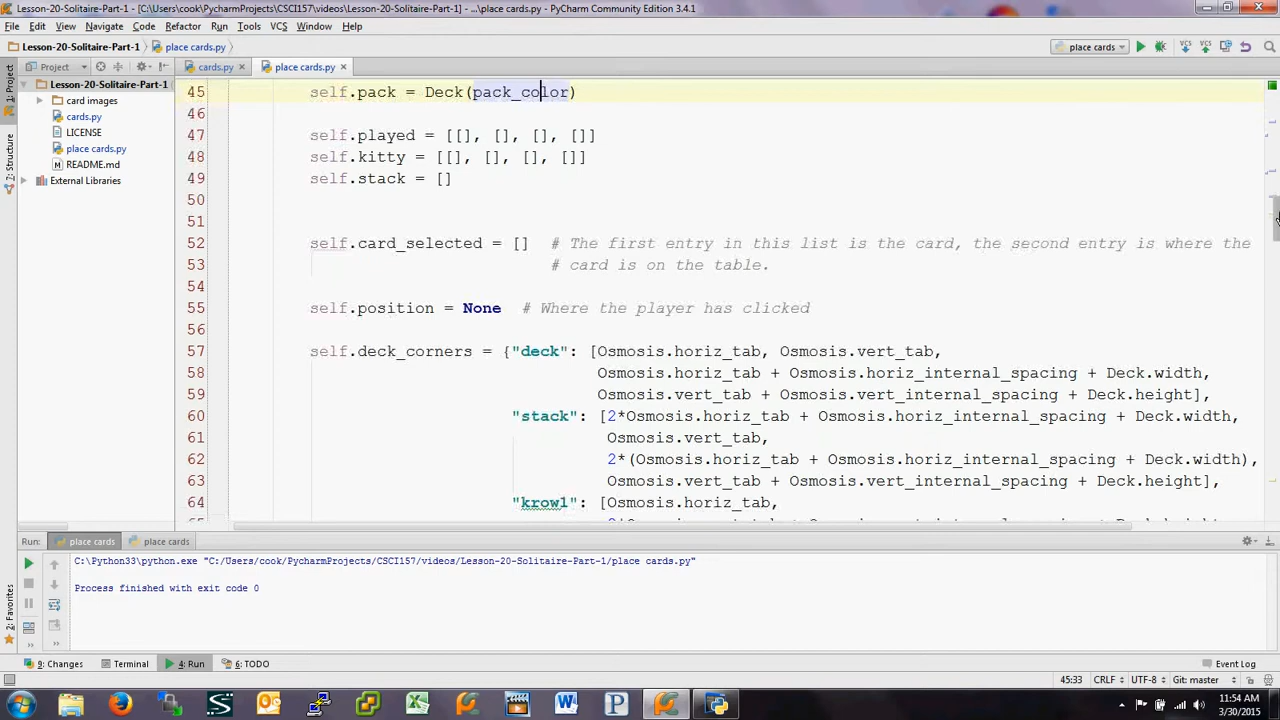 Lesson-20-Solitaire-Part-1 - [C:\Users\cook\PycharmProjects\CSCI157\videos\Lesson-20-Solitaire-Part-1] - ...\place cards.py - PyCharm Community Edition 3.4.1
File Edit View Navigate Code Refactor Run Tools VCS Window Help
Lesson-20-Solitaire-Part-1 place cards.py place cards
1: Project
Project
cards.py place cards.py
Lesson-20-Solitaire-Part-1
card images
cards.py
LICENSE
place cards.py
README.md
External Libraries
7: Structure
45 self.pack = Deck(pack_color)
46
47 self.played = [[], [], [], []]
48 self.kitty = [[], [], [], []]
49 self.stack = []
50
51
52 self.card_selected = [] # The first entry in this list is the card, the second entry is where the
53 # card is on the table.
54
55 self.position = None # Where the player has clicked
56
57 self.deck_corners = {"deck": [Osmosis.horiz_tab, Osmosis.vert_tab,
58 Osmosis.horiz_tab + Osmosis.horiz_internal_spacing + Deck.width,
59 Osmosis.vert_tab + Osmosis.vert_internal_spacing + Deck.height],
60 "stack": [2*Osmosis.horiz_tab + Osmosis.horiz_internal_spacing + Deck.width,
61 Osmosis.vert_tab,
62 2*(Osmosis.horiz_tab + Osmosis.horiz_internal_spacing + Deck.width),
63 Osmosis.vert_tab + Osmosis.vert_internal_spacing + Deck.height],
64 "krow1": [Osmosis.horiz_tab,
Run: place cards place cards
C:\Python33\python.exe "C:/Users/cook/PycharmProjects/CSCI157/videos/Lesson-20-Solitaire-Part-1/place cards.py"
Process finished with exit code 0
2: Favorites
9: Changes Terminal 4: Run 6: TODO Event Log
45:33 CRLF UTF-8 Git: master
11:54 AM
3/30/2015